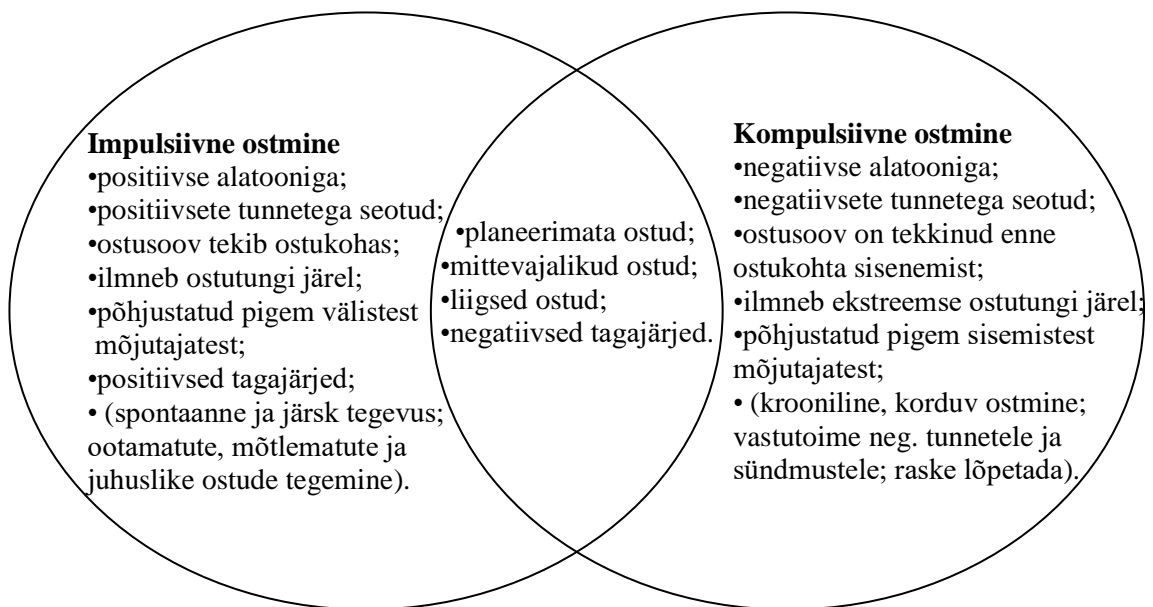 Impulsiivne ostmine
•positiivse alatooniga;
•positiivsete tunnetega seotud;
•ostusoov tekib ostukohas;
•ilmneb ostutungi järel;
•põhjustatud pigem välistest
mõjutajatest;
•positiivsed tagajärjed;
• (spontaanne ja järsk tegevus;
ootamatute, mõtlematute ja
juhuslike ostude tegemine).
•planeerimata ostud;
•mittevajalikud ostud;
•liigsed ostud;
•negatiivsed tagajärjed.
Kompulsiivne ostmine
•negatiivse alatooniga;
•negatiivsete tunnetega seotud;
•ostusoov on tekkinud enne
ostukohta sisenemist;
•ilmneb ekstreemse ostutungi järel;
•põhjustatud pigem sisemistest
mõjutajatest;
• (krooniline, korduv ostmine;
vastutoime neg. tunnetele ja
sündmustele; raske lõpetada).